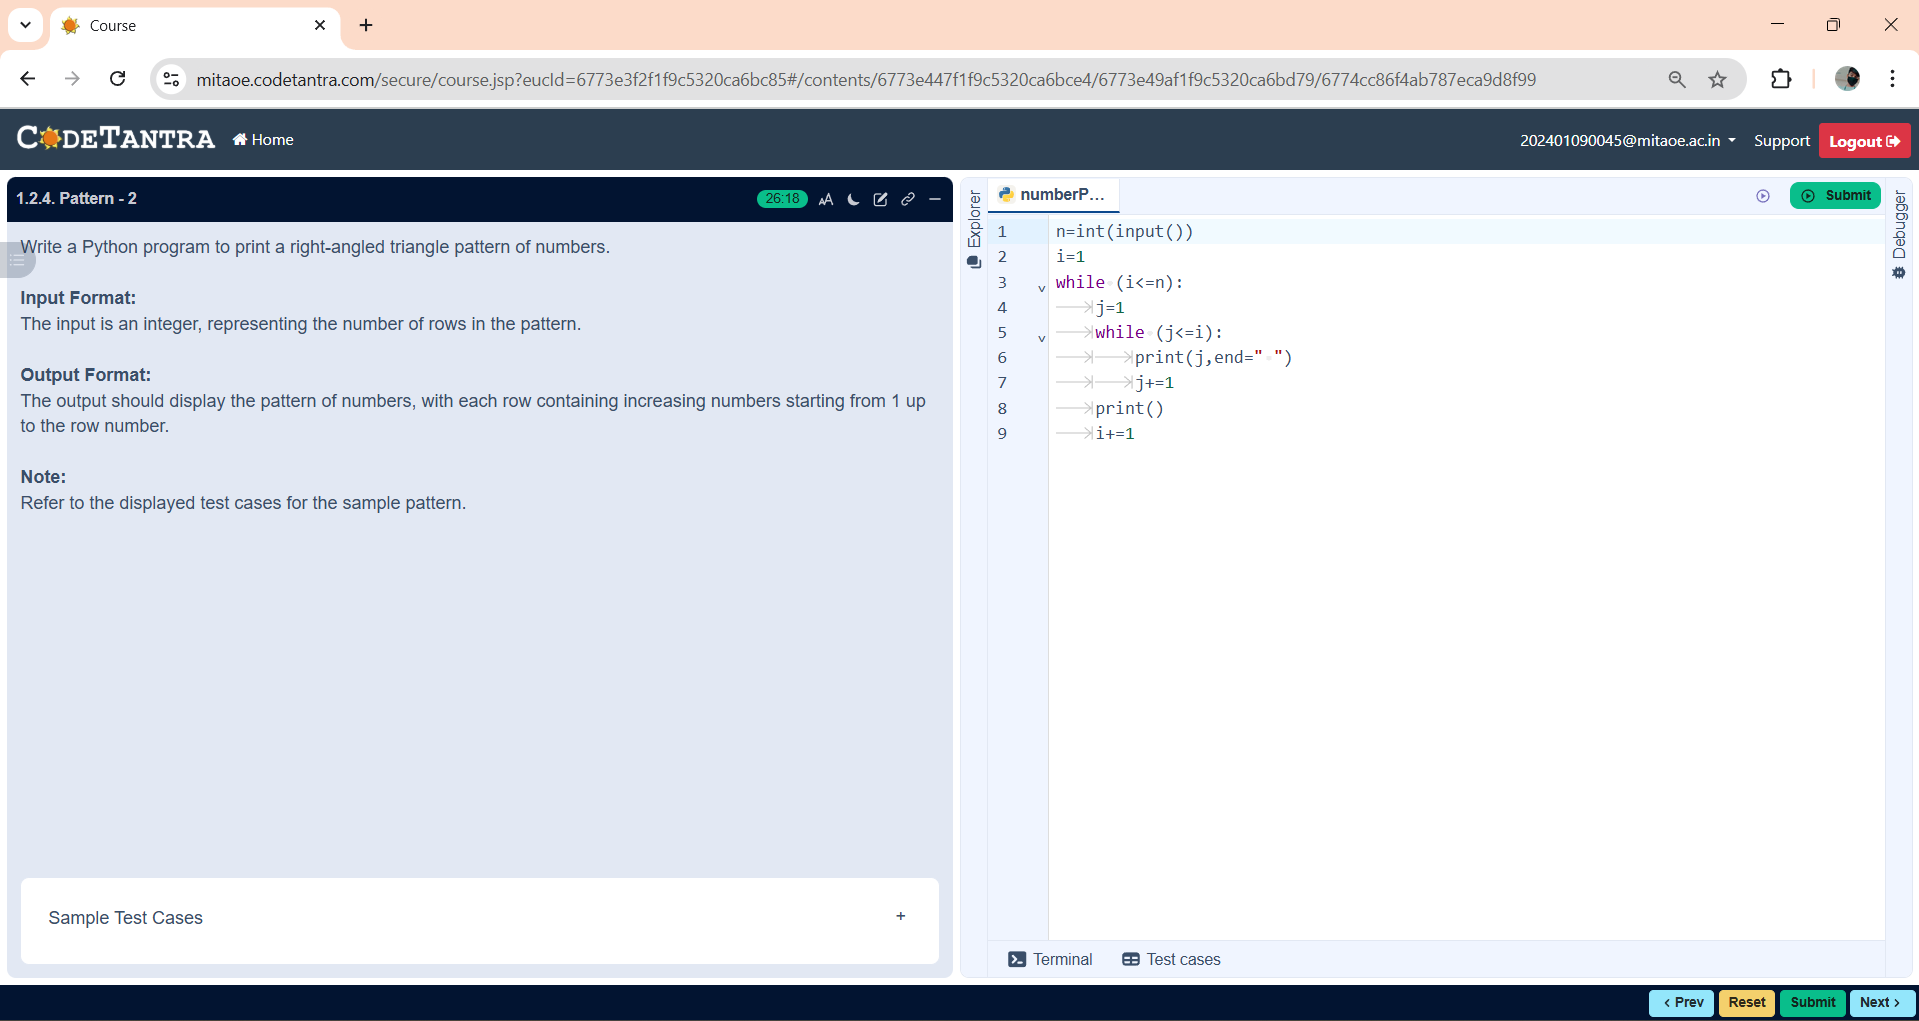 Course
mitaoe.codetantra.com/secure/course.jsp?eucId=6773e3f2f1f9c5320ca6bc85#/contents/6773e447f1f9c5320ca6bce4/6773e49af1f9c5320ca6bd79/6774cc86f4ab787eca9d8f99
CODETANTRA Home 202401090045@mitaoe.ac.in Support Logout
1.2.4. Pattern - 2 26:18 AA
Write a Python program to print a right-angled triangle pattern of numbers.
Input Format:
The input is an integer, representing the number of rows in the pattern.
Output Format:
The output should display the pattern of numbers, with each row containing increasing numbers starting from 1 up
to the row number.
Note:
Refer to the displayed test cases for the sample pattern.
Sample Test Cases +
Explorer
numberP... Submit
Debugger
1 n=int(input())
2 i=1
3 while (i<=n):
4 j=1
5 while (j<=i):
6 print(j,end=" ")
7 j+=1
8 print()
9 i+=1
Terminal Test cases
< Prev Reset Submit Next >